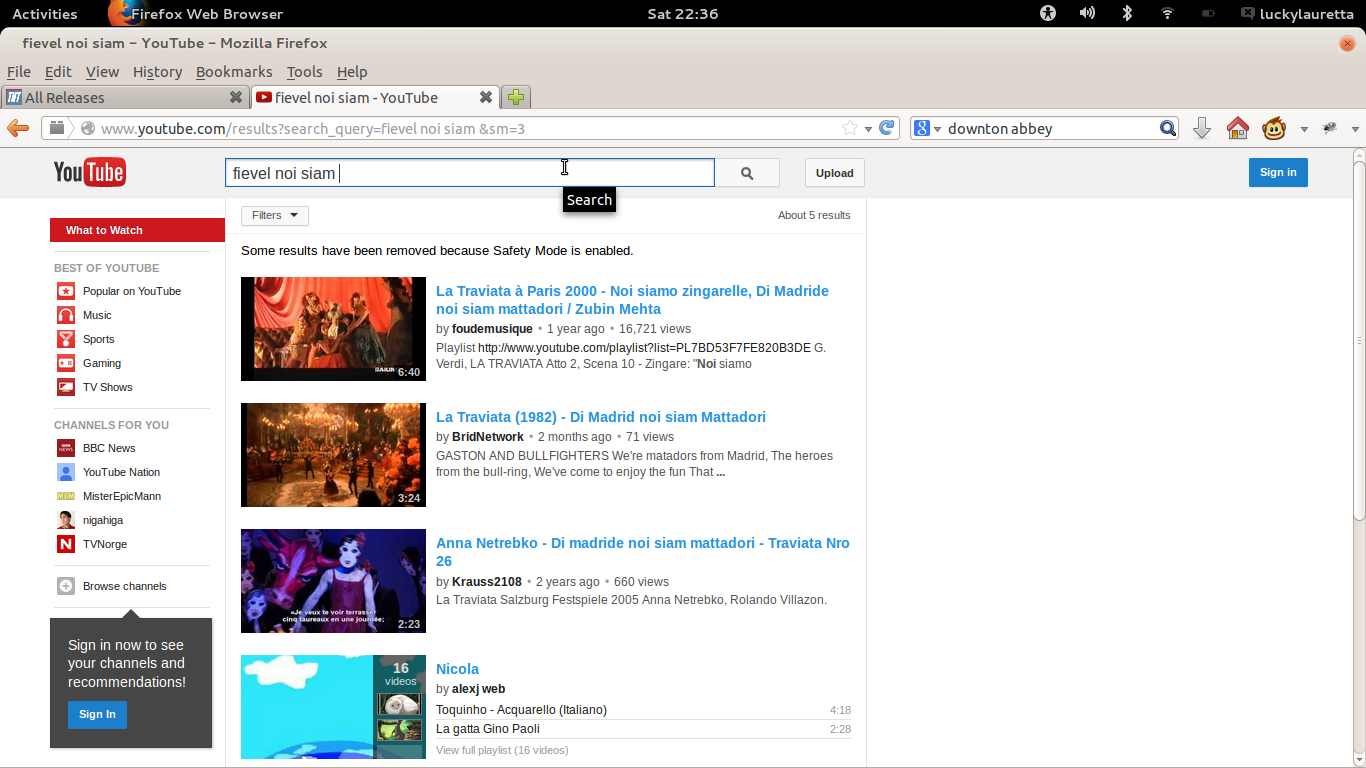 Activities Firefox Web Browser Sat 22:36 luckylauretta
fievel noi siam – YouTube – Mozilla Firefox
File Edit View History Bookmarks Tools Help
All Releases fievel noi siam - YouTube
www.youtube.com/results?search_query=fievel noi siam &sm=3 downton abbey
YouTube fievel noi siam Upload Sign in
Search
Filters About 5 results
What to Watch
Some results have been removed because Safety Mode is enabled.
BEST OF YOUTUBE
Popular on YouTube
Music
Sports
Gaming
TV Shows
CHANNELS FOR YOU
BBC News
YouTube Nation
MisterEpicMann
nigahiga
TVNorge
Browse channels
Sign in now to see
your channels and
recommendations!
Sign In
6:40
La Traviata à Paris 2000 - Noi siamo zingarelle, Di Madride
noi siam mattadori / Zubin Mehta
by foudemusique • 1 year ago • 16,721 views
Playlist http://www.youtube.com/playlist?list=PL7BD53F7FE820B3DE G.
Verdi, LA TRAVIATA Atto 2, Scena 10 - Zingare: "Noi siamo
3:24
La Traviata (1982) - Di Madrid noi siam Mattadori
by BridNetwork • 2 months ago • 71 views
GASTON AND BULLFIGHTERS We're matadors from Madrid, The heroes
from the bull-ring, We've come to enjoy the fun That ...
«Je veux te voir terrasser
cinq taureaux en une journée;
2:23
Anna Netrebko - Di madride noi siam mattadori - Traviata Nro
26
by Krauss2108 • 2 years ago • 660 views
La Traviata Salzburg Festspiele 2005 Anna Netrebko, Rolando Villazon.
16
videos
Nicola
by alexj web
Toquinho - Acquarello (Italiano) 4:18
La gatta Gino Paoli 2:28
View full playlist (16 videos)